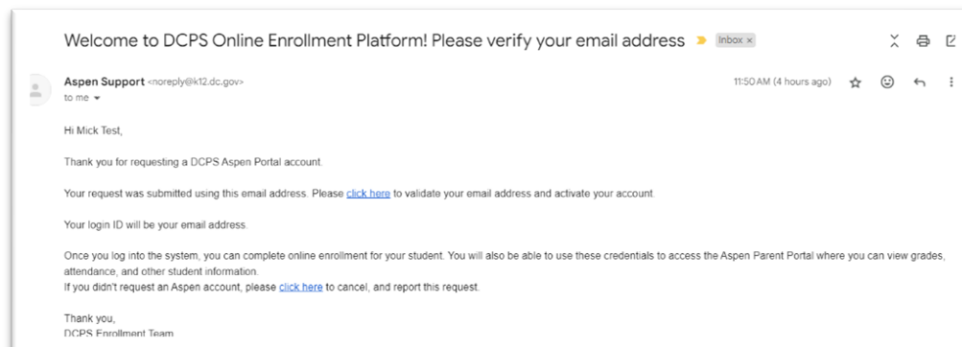 Welcome to DCPS Online Enrollment Platform! Please verify your email address Inbox ×
Aspen Support <noreply@k12.dc.gov> 11:50 AM (4 hours ago)
to me
Hi Mick Test,
Thank you for requesting a DCPS Aspen Portal account.
Your request was submitted using this email address. Please click here to validate your email address and activate your account.
Your login ID will be your email address.
Once you log into the system, you can complete online enrollment for your student. You will also be able to use these credentials to access the Aspen Parent Portal where you can view grades,
attendance, and other student information.
If you didn't request an Aspen account, please click here to cancel, and report this request.
Thank you,
DCPS Enrollment Team